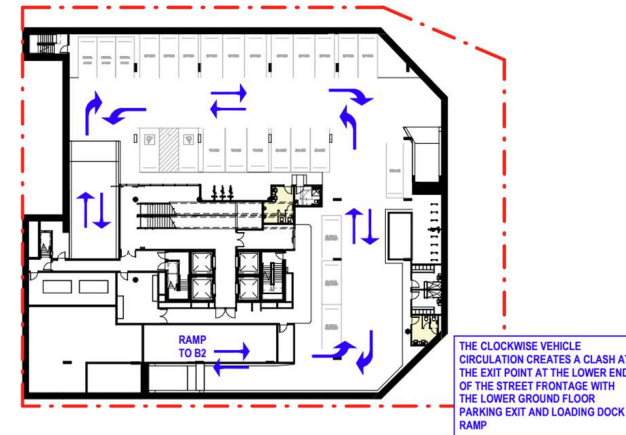 RAMP
TO B2
THE CLOCKWISE VEHICLE
CIRCULATION CREATES A CLASH AT
THE EXIT POINT AT THE LOWER END
OF THE STREET FRONTAGE WITH
THE LOWER GROUND FLOOR
PARKING EXIT AND LOADING DOCK
RAMP